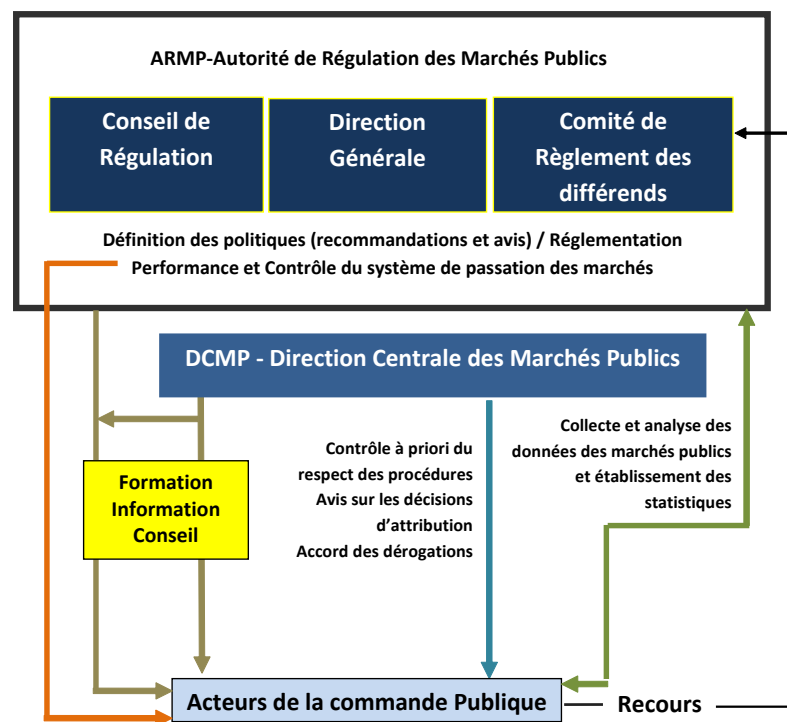 ARMP-Autorité de Régulation des Marchés Publics
Conseil de
Régulation
Direction
Générale
Comité de
Règlement des
différends
Définition des politiques (recommandations et avis) / Réglementation
Performance et Contrôle du système de passation des marchés
DCMP - Direction Centrale des Marchés Publics
Formation
Information
Conseil
Contrôle à priori du
respect des procédures
Avis sur les décisions
d'attribution
Accord des dérogations
Collecte et analyse des
données des marchés publics
et établissement des
statistiques
Acteurs de la commande Publique
Recours